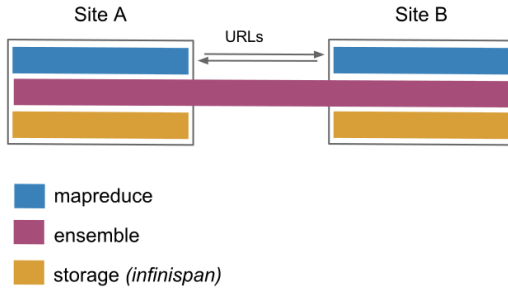 Site A
Site B
URLs
mapreduce
ensemble
storage (infinispan)